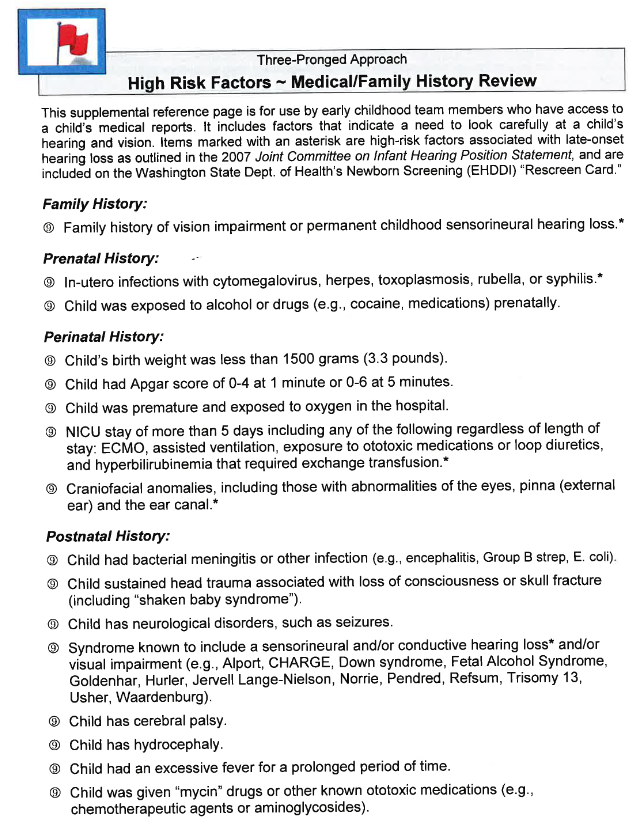 Three-Pronged Approach
High Risk Factors ~ Medical/Family History Review
This supplemental reference page is for use by early childhood team members who have access to
a child's medical reports. It includes factors that indicate a need to look carefully at a child's
hearing and vision. Items marked with an asterisk are high-risk factors associated with late-onset
hearing loss as outlined in the 2007 Joint Committee on Infant Hearing Position Statement, and are
included on the Washington State Dept. of Health's Newborn Screening (EHDDI) "Rescreen Card."
Family History:
⑨ Family history of vision impairment or permanent childhood sensorineural hearing loss.*
Prenatal History:
⑨ In-utero infections with cytomegalovirus, herpes, toxoplasmosis, rubella, or syphilis.*
⑨ Child was exposed to alcohol or drugs (e.g., cocaine, medications) prenatally.
Perinatal History:
⑨ Child's birth weight was less than 1500 grams (3.3 pounds).
⑨ Child had Apgar score of 0-4 at 1 minute or 0-6 at 5 minutes.
⑨ Child was premature and exposed to oxygen in the hospital.
⑨ NICU stay of more than 5 days including any of the following regardless of length of
stay: ECMO, assisted ventilation, exposure to ototoxic medications or loop diuretics,
and hyperbilirubinemia that required exchange transfusion.*
⑨ Craniofacial anomalies, including those with abnormalities of the eyes, pinna (external
ear) and the ear canal.*
Postnatal History:
⑨ Child had bacterial meningitis or other infection (e.g., encephalitis, Group B strep, E. coli).
⑨ Child sustained head trauma associated with loss of consciousness or skull fracture
(including "shaken baby syndrome").
⑨ Child has neurological disorders, such as seizures.
⑨ Syndrome known to include a sensorineural and/or conductive hearing loss* and/or
visual impairment (e.g., Alport, CHARGE, Down syndrome, Fetal Alcohol Syndrome,
Goldenhar, Hurler, Jervell Lange-Nielson, Norrie, Pendred, Refsum, Trisomy 13,
Usher, Waardenburg).
⑨ Child has cerebral palsy.
⑨ Child has hydrocephaly.
⑨ Child had an excessive fever for a prolonged period of time.
⑨ Child was given "mycin" drugs or other known ototoxic medications (e.g.,
chemotherapeutic agents or aminoglycosides).